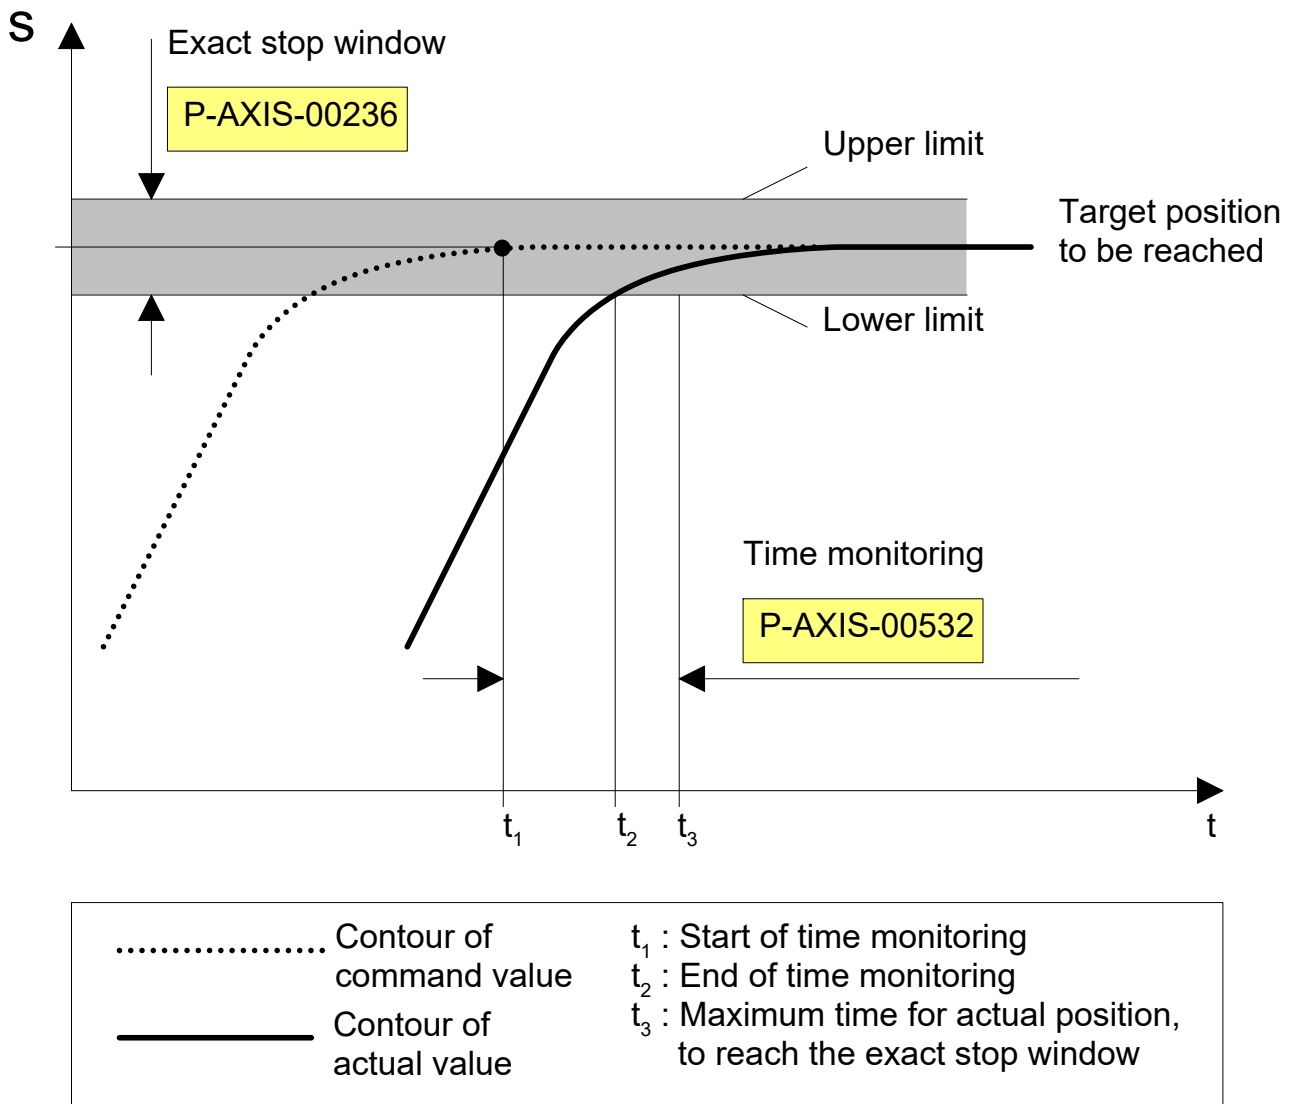 S
Exact stop window
P-AXIS-00236
Upper limit
Target position
to be reached
Lower limit
Time monitoring
P-AXIS-00532
t1
t2
t3
t
Contour of
command value
Contour of
actual value
t1 : Start of time monitoring
t2 : End of time monitoring
t3 : Maximum time for actual position,
to reach the exact stop window